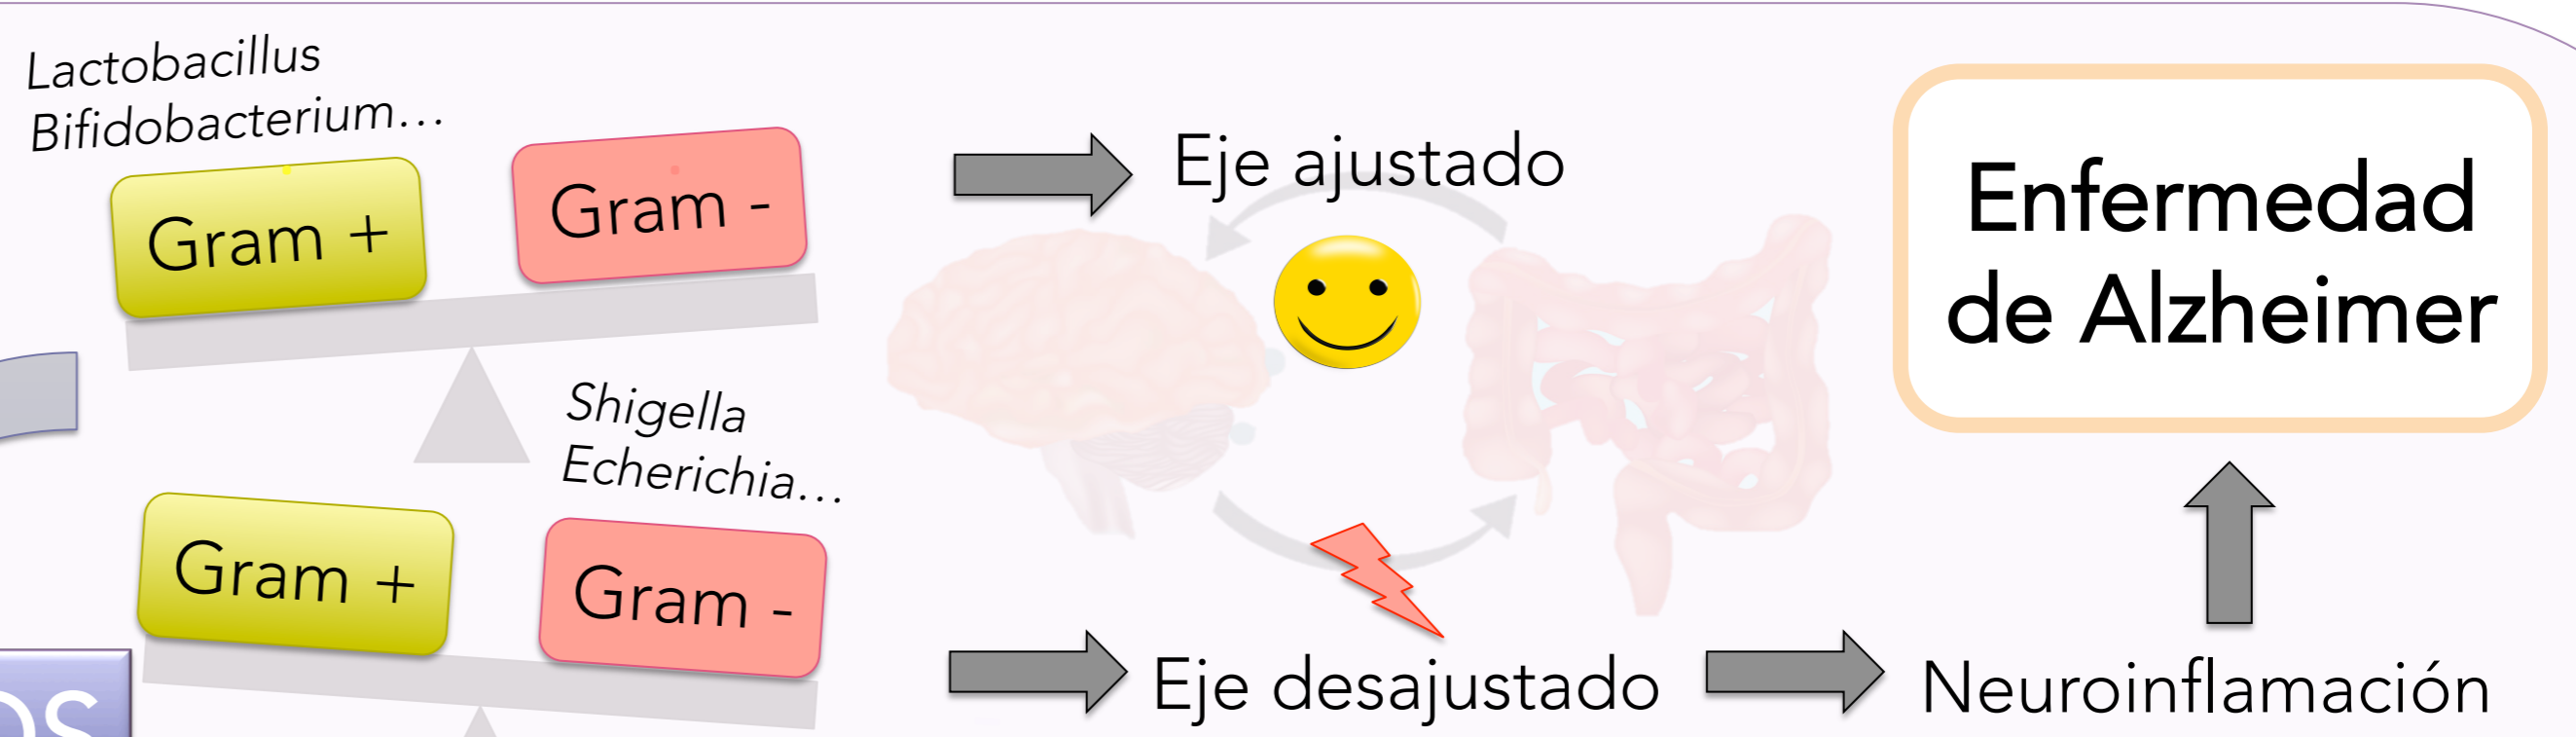 Lactobacillus
Bifidobacterium...
Gram +
Gram -
Eje ajustado
Enfermedad
de Alzheimer
Shigella
Echerichia...
Gram +
Gram -
Eje desajustado
Neuroinflamación